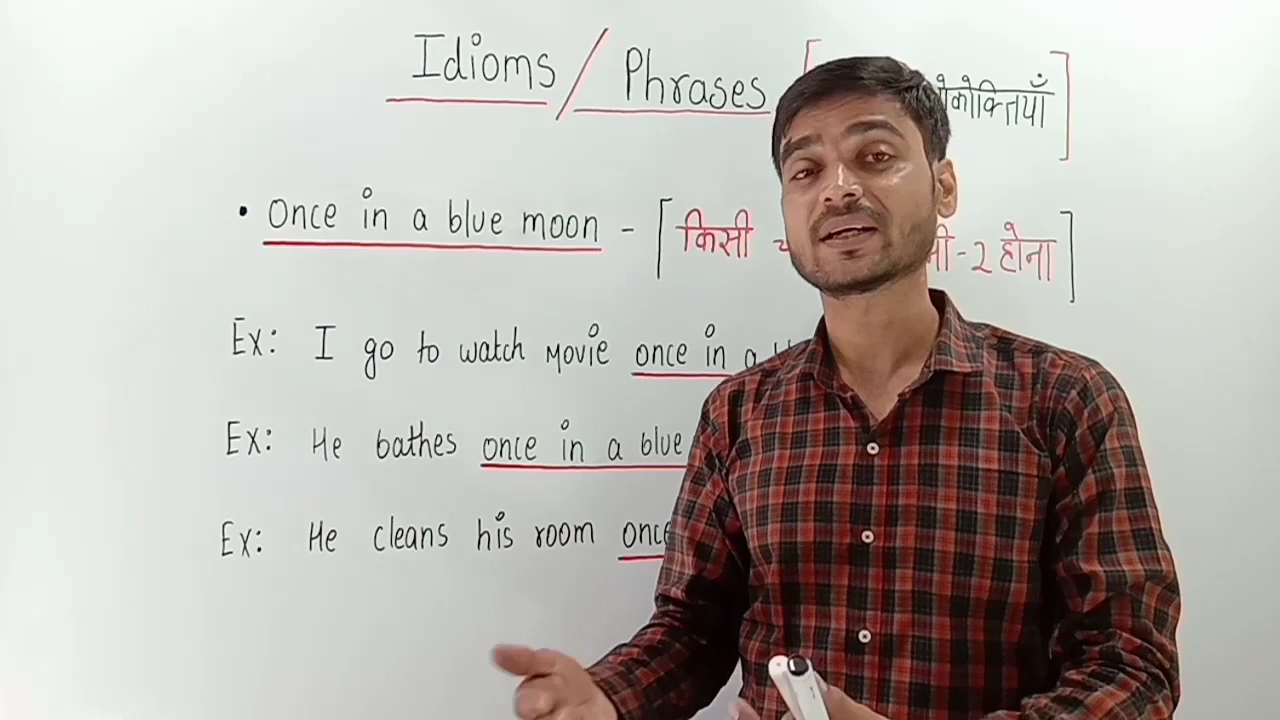 Idioms / Phrases [ ोकोक्तियाँ ]
• Once in a blue moon - [ किसी ी-2 होना ]
Ex: I go to watch Movie once in a
Ex: He bathes once in a blue
Ex: He cleans his room once